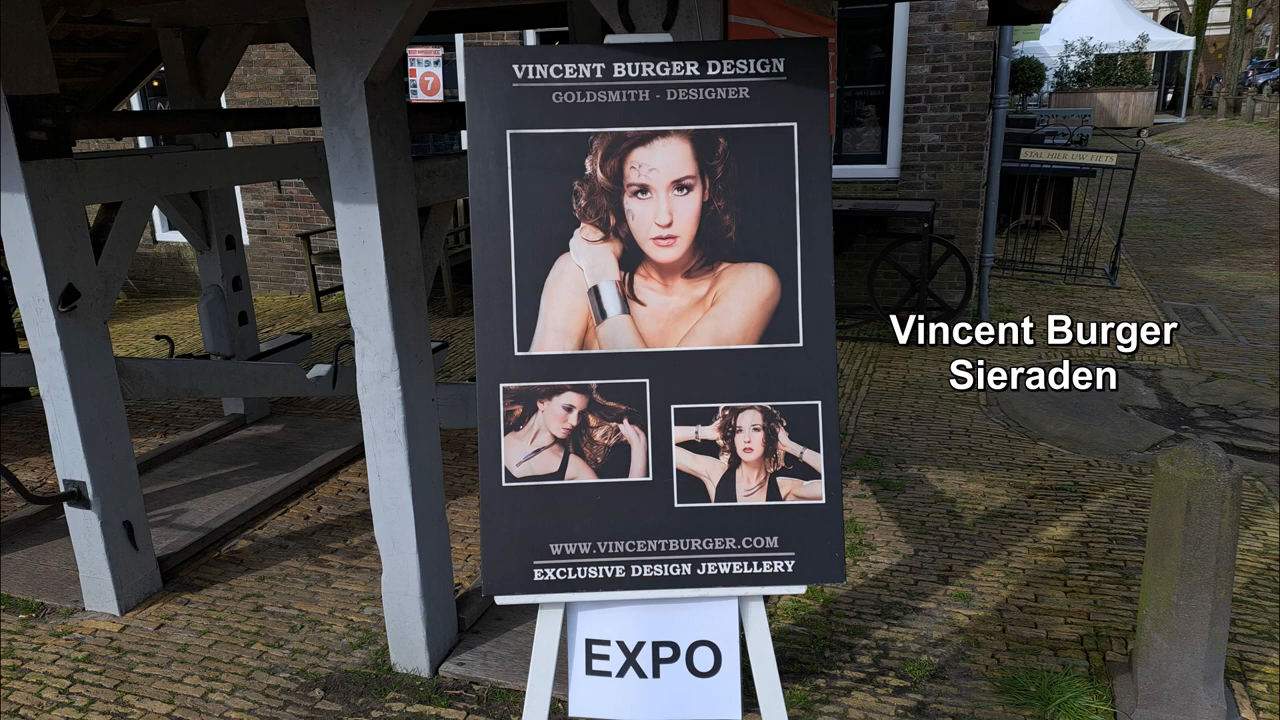 VINCENT BURGER DESIGN
GOLDSMITH - DESIGNER
7
STAL HIER UW FIETS
Vincent Burger
Sieraden
WWW.VINCENTBURGER.COM
EXCLUSIVE DESIGN JEWELLERY
EXPO